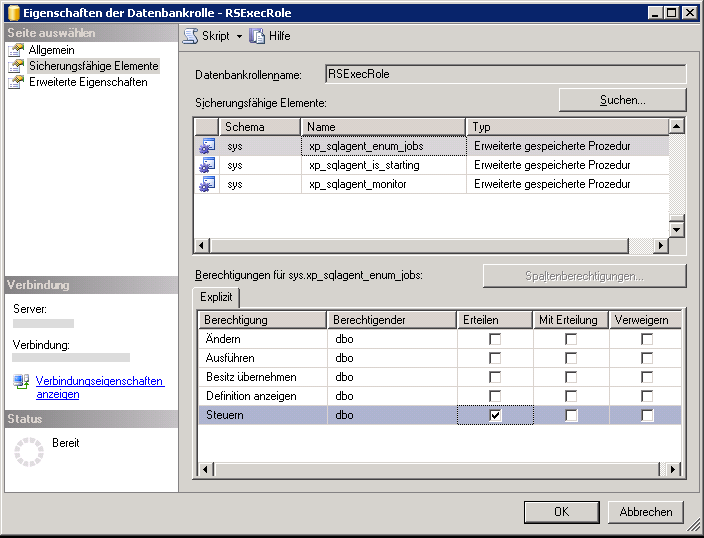 Eigenschaften der Datenbankrolle - RSExecRole
Seite auswählen
Allgemein
Sicherungsfähige Elemente
Erweiterte Eigenschaften
Skript
Hilfe
Datenbankrollenname:
RSExecRole
Sicherungsfähige Elemente:
Suchen...
Schema Name Typ
sys xp_sqlagent_enum_jobs Erweiterte gespeicherte Prozedur
sys xp_sqlagent_is_starting Erweiterte gespeicherte Prozedur
sys xp_sqlagent_monitor Erweiterte gespeicherte Prozedur
Berechtigungen für sys.xp_sqlagent_enum_jobs:
Spaltenberechtigungen...
Explizit
Berechtigung Berechtigender Erteilen Mit Erteilung Verweigern
Ändern dbo
Ausführen dbo
Besitz übernehmen dbo
Definition anzeigen dbo
Steuern dbo
Verbindung
Server:
Verbindung:
Verbindungseigenschaften
anzeigen
Status
Bereit
OK
Abbrechen